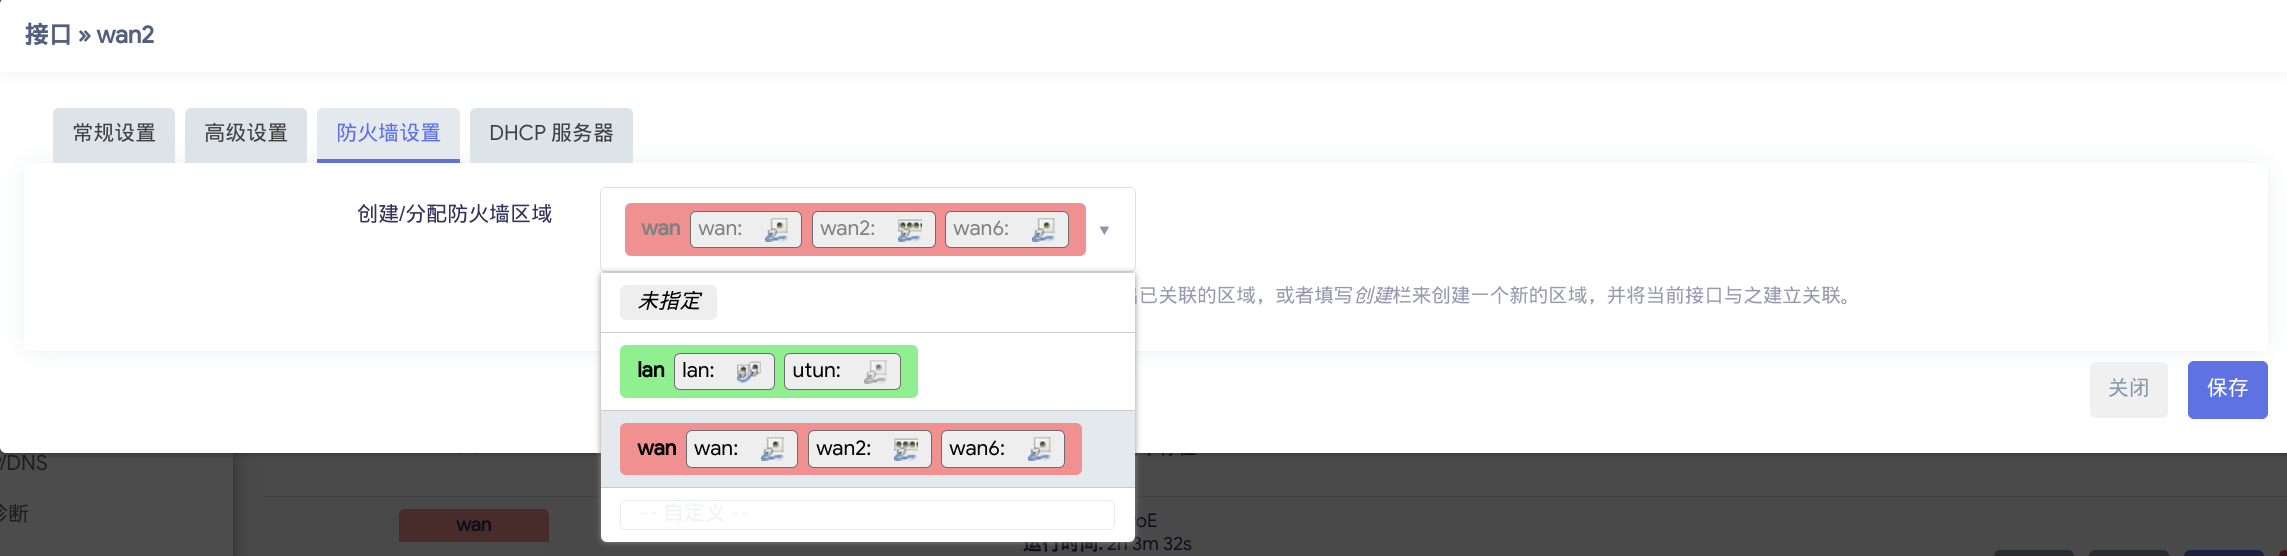 接口 » wan2
常规设置 高级设置 防火墙设置 DHCP 服务器
创建/分配防火墙区域
wan wan: wan2: wan6: ▼
未指定
已关联的区域，或者填写创建栏来创建一个新的区域，并将当前接口与之建立关联。
lan lan: utun:
关闭 保存
wan wan: wan2: wan6:
/DNS
-- 自定义 --
诊断
wan
oE
运行时间: 2h 3m 32s